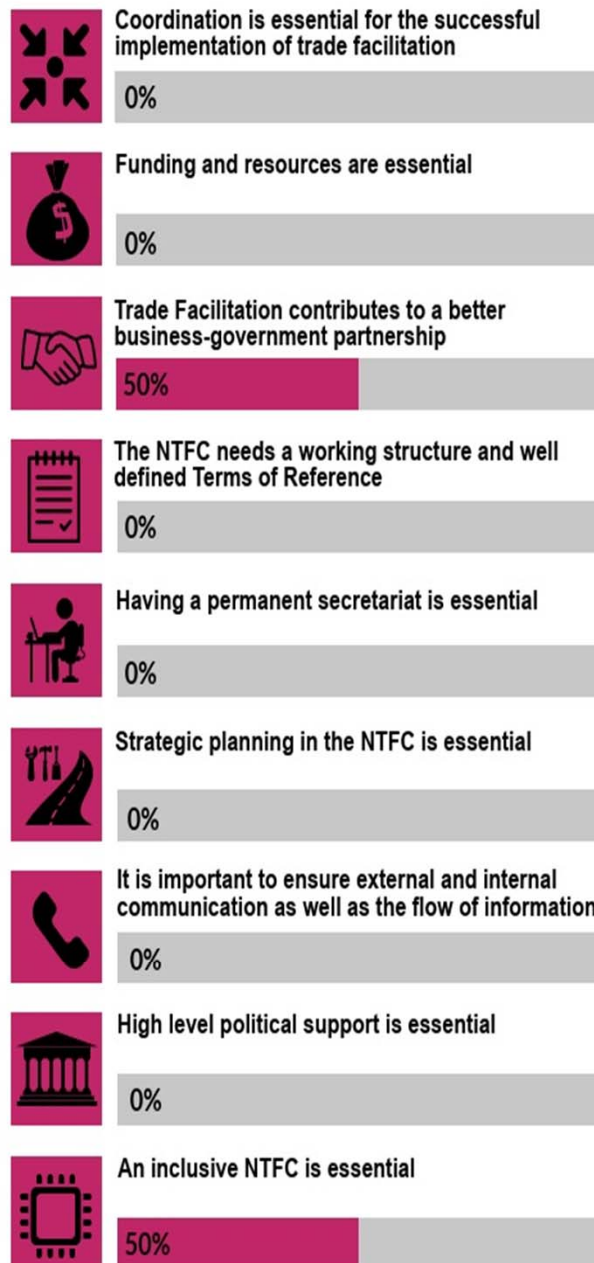 Coordination is essential for the successful
implementation of trade facilitation
0%
Funding and resources are essential
0%
Trade Facilitation contributes to a better
business-government partnership
50%
The NTFC needs a working structure and well
defined Terms of Reference
0%
Having a permanent secretariat is essential
0%
Strategic planning in the NTFC is essential
0%
It is important to ensure external and internal
communication as well as the flow of information
0%
High level political support is essential
0%
An inclusive NTFC is essential
50%